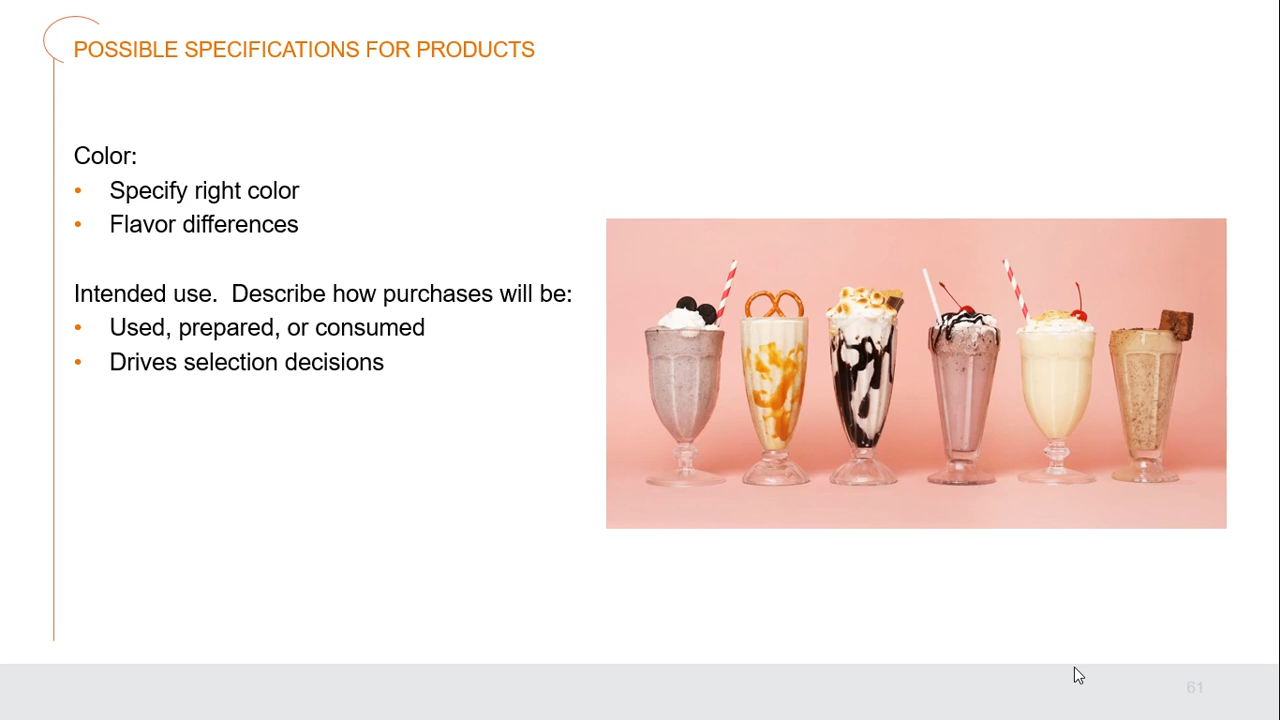 POSSIBLE SPECIFICATIONS FOR PRODUCTS
Color:
• Specify right color
• Flavor differences
Intended use.  Describe how purchases will be:
• Used, prepared, or consumed
• Drives selection decisions
61